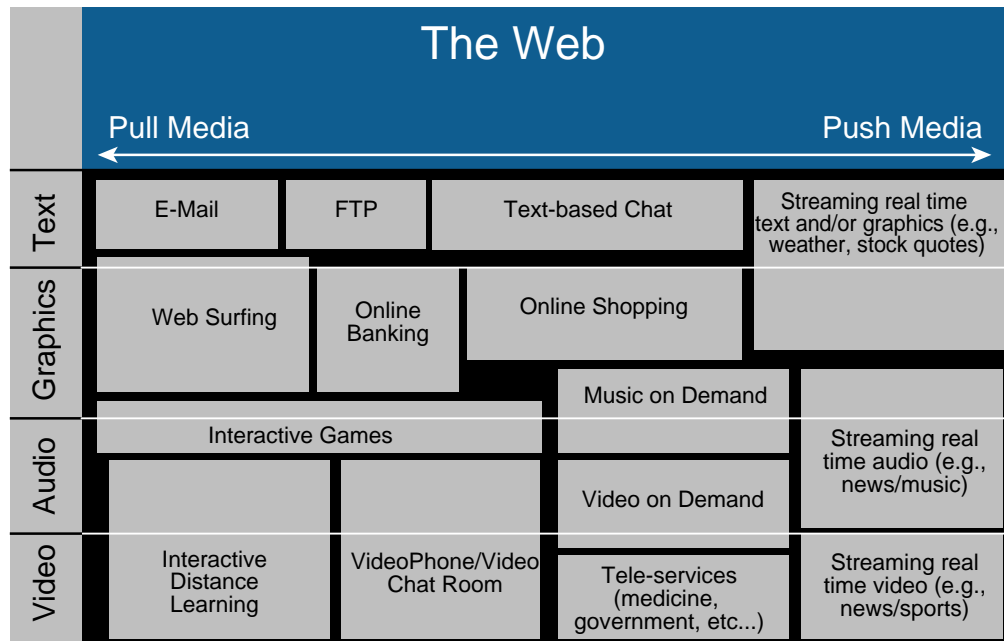 The Web
Pull Media
Push Media
Text
E-Mail
FTP
Text-based Chat
Streaming real time
text and/or graphics (e.g.,
weather, stock quotes)
Graphics
Web Surfing
Online
Banking
Online Shopping
Music on Demand
Interactive Games
Audio
Streaming real
time audio (e.g.,
news/music)
Video on Demand
Video
Interactive
Distance
Learning
VideoPhone/Video
Chat Room
Tele-services
(medicine,
government, etc...)
Streaming real
time video (e.g.,
news/sports)